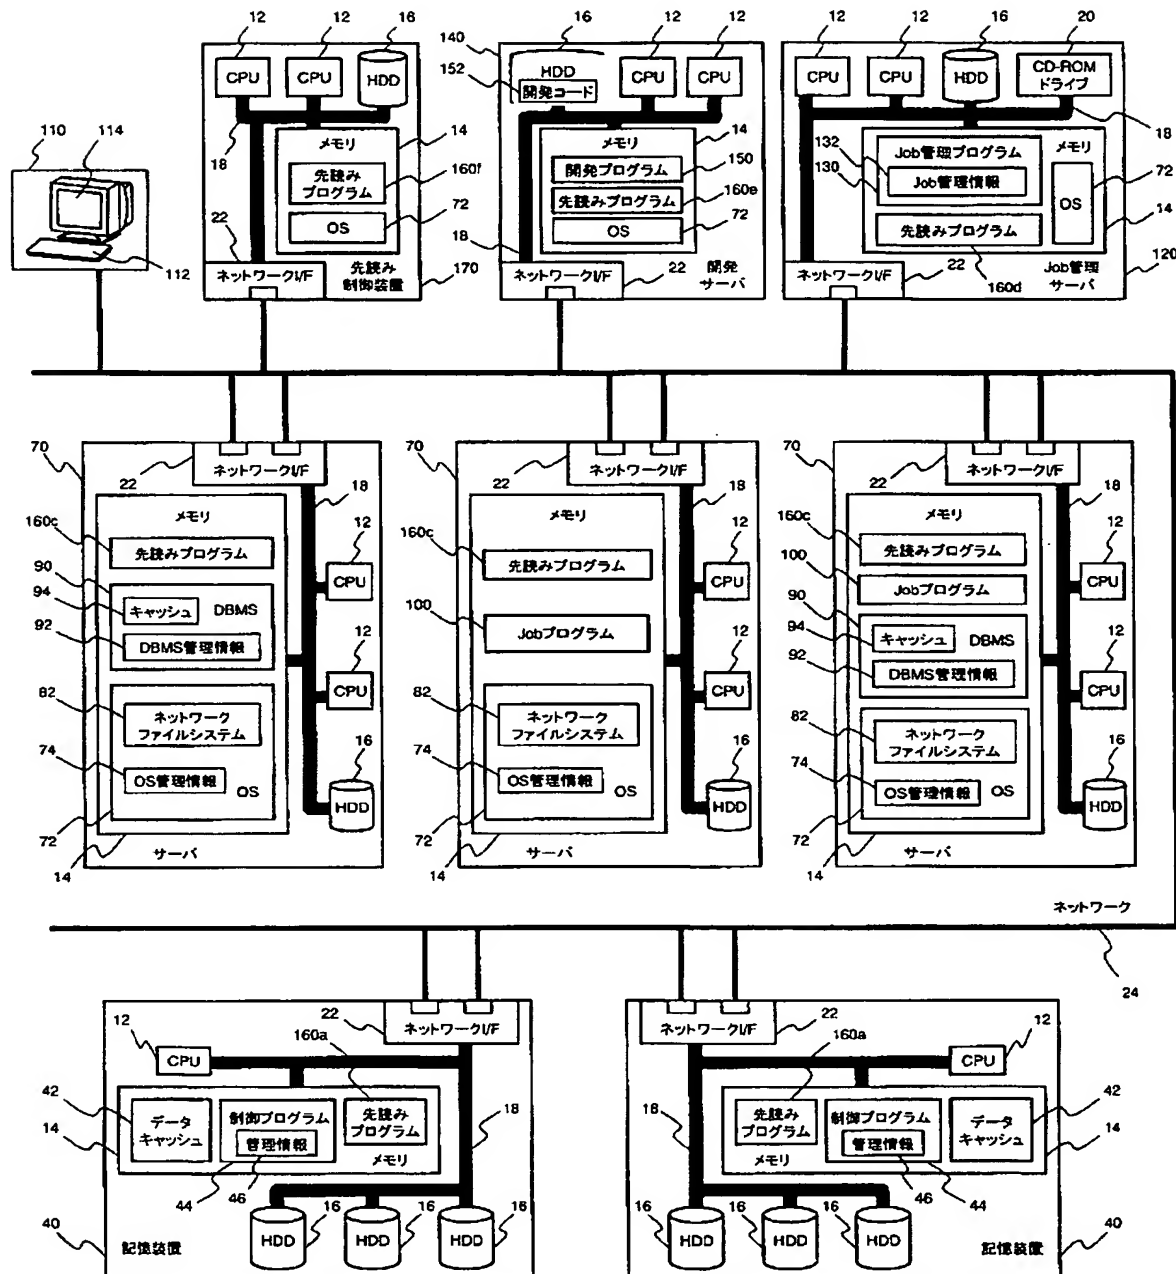 12 12 16
CPU CPU HDD
18
メモリ 14
先読み
プログラム 160f
OS 72
22
ネットワークI/F
先読み
制御装置 170
110 114
112
140 16 12 12
HDD
152 開発コード
CPU CPU
メモリ 14
開発プログラム 150
先読みプログラム 160e
OS 72
18
ネットワークI/F 22
開発
サーバ
12 12 16 20
CPU CPU HDD
CD-ROM
ドライブ
18
Job管理プログラム メモリ
132
Job管理情報
130
OS 72
先読みプログラム
14
ネットワークI/F 22
160d
Job管理
サーバ 120
70
22 ネットワークI/F
18
メモリ
160c 先読みプログラム
12
CPU
90
94 キャッシュ DBMS
92 DBMS管理情報
12
CPU
82 ネットワーク
ファイルシステム
74 OS管理情報 OS
16
HDD
72
14
サーバ
70
22 ネットワークI/F
18
メモリ
160c 先読みプログラム
12
CPU
100 Jobプログラム
12
CPU
82 ネットワーク
ファイルシステム
74 OS管理情報 OS
16
HDD
72
14
サーバ
70
22 ネットワークI/F
18
メモリ
160c 先読みプログラム
12
CPU
100 Jobプログラム
90
94 キャッシュ DBMS
92 DBMS管理情報
12
CPU
82 ネットワーク
ファイルシステム
74 OS管理情報 OS
16
HDD
72
14
サーバ
ネットワーク
24
22 ネットワークI/F
12 CPU
160a
42 データ
キャッシュ
14
制御プログラム
管理情報
先読み
プログラム
メモリ
18
44 46
16 16 16
HDD HDD HDD
40 記憶装置
ネットワークI/F 22
CPU 12
160a
先読み
プログラム
メモリ
制御プログラム
管理情報
データ
キャッシュ 42
14
18
46 44
16 16 16
HDD HDD HDD
記憶装置 40